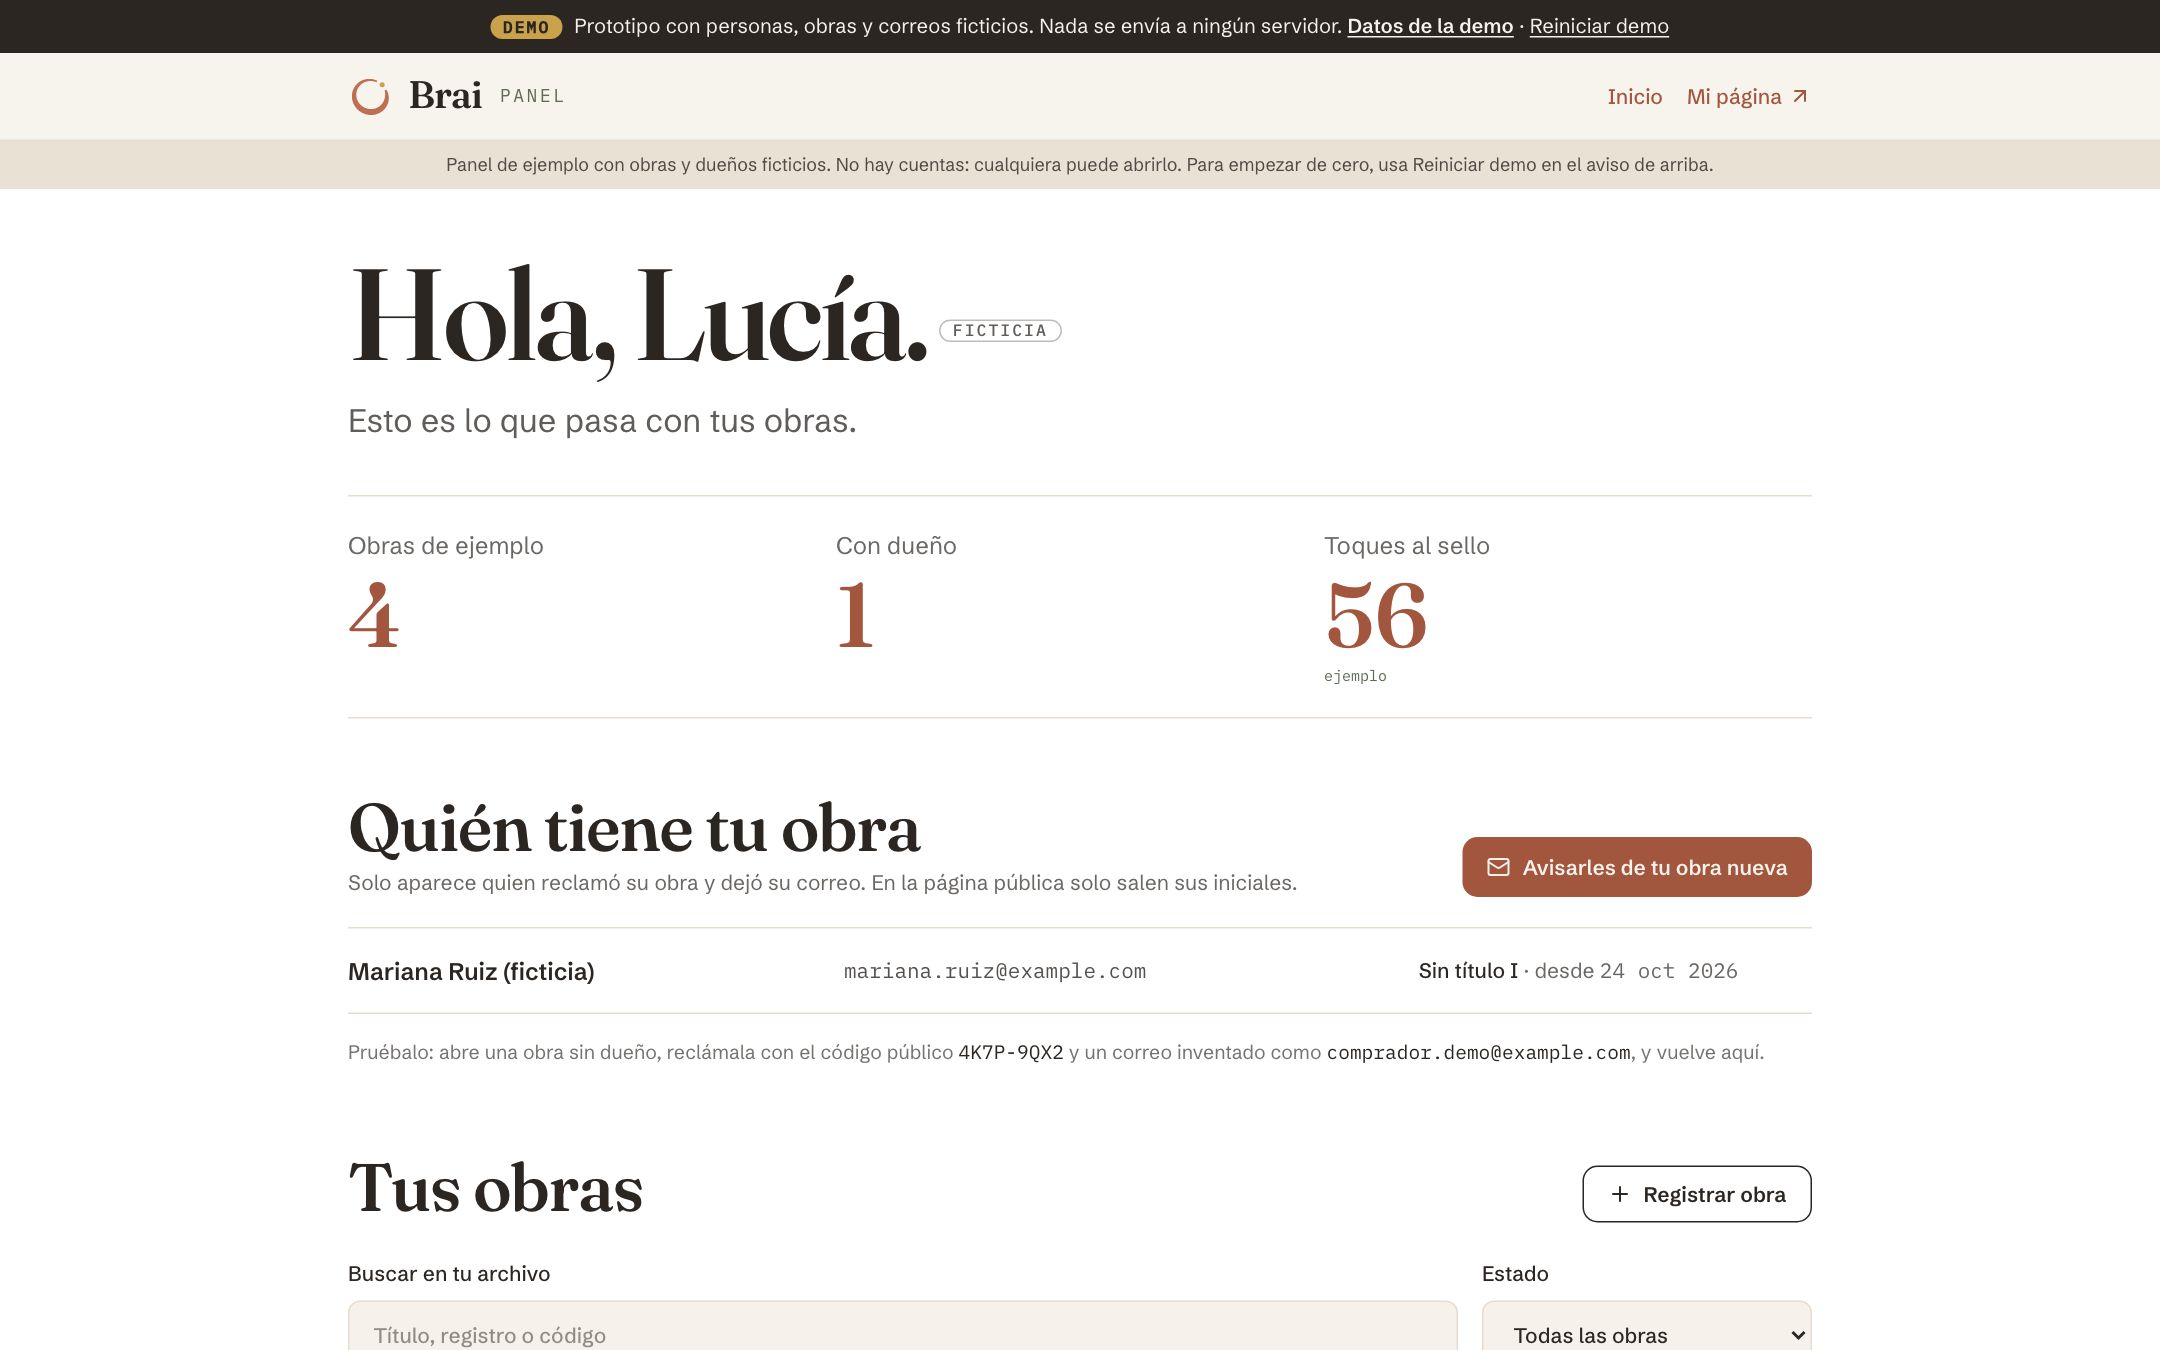 DEMO Prototipo con personas, obras y correos ficticios. Nada se envía a ningún servidor. Datos de la demo · Reiniciar demo
Brai PANEL
Inicio Mi página
Panel de ejemplo con obras y dueños ficticios. No hay cuentas: cualquiera puede abrirlo. Para empezar de cero, usa Reiniciar demo en el aviso de arriba.
Hola, Lucía. FICTICIA
Esto es lo que pasa con tus obras.
Obras de ejemplo
4
Con dueño
1
Toques al sello
56
ejemplo
Quién tiene tu obra
Solo aparece quien reclamó su obra y dejó su correo. En la página pública solo salen sus iniciales.
Avisarles de tu obra nueva
Mariana Ruiz (ficticia) mariana.ruiz@example.com Sin título I · desde 24 oct 2026
Pruébalo: abre una obra sin dueño, reclámala con el código público 4K7P-9QX2 y un correo inventado como comprador.demo@example.com, y vuelve aquí.
Tus obras
Registrar obra
Buscar en tu archivo
Título, registro o código
Estado
Todas las obras